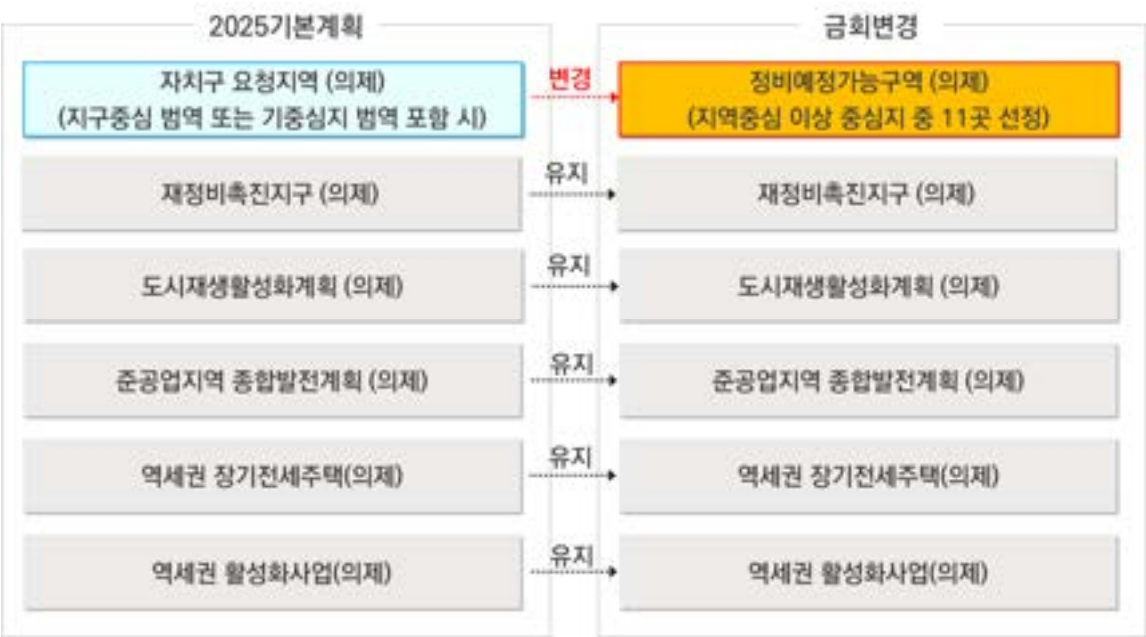 2025기본계획
금회변경
자치구 요청지역 (의제)
(지구중심 범역 또는 기중심지 범역 포함 시)
변경
정비예정가능구역 (의제)
(지역중심 이상 중심지 중 11곳 선정)
재정비촉진지구 (의제)
유지
재정비촉진지구 (의제)
도시재생활성화계획 (의제)
유지
도시재생활성화계획 (의제)
준공업지역 종합발전계획 (의제)
유지
준공업지역 종합발전계획 (의제)
역세권 장기전세주택(의제)
유지
역세권 장기전세주택(의제)
역세권 활성화사업(의제)
유지
역세권 활성화사업(의제)